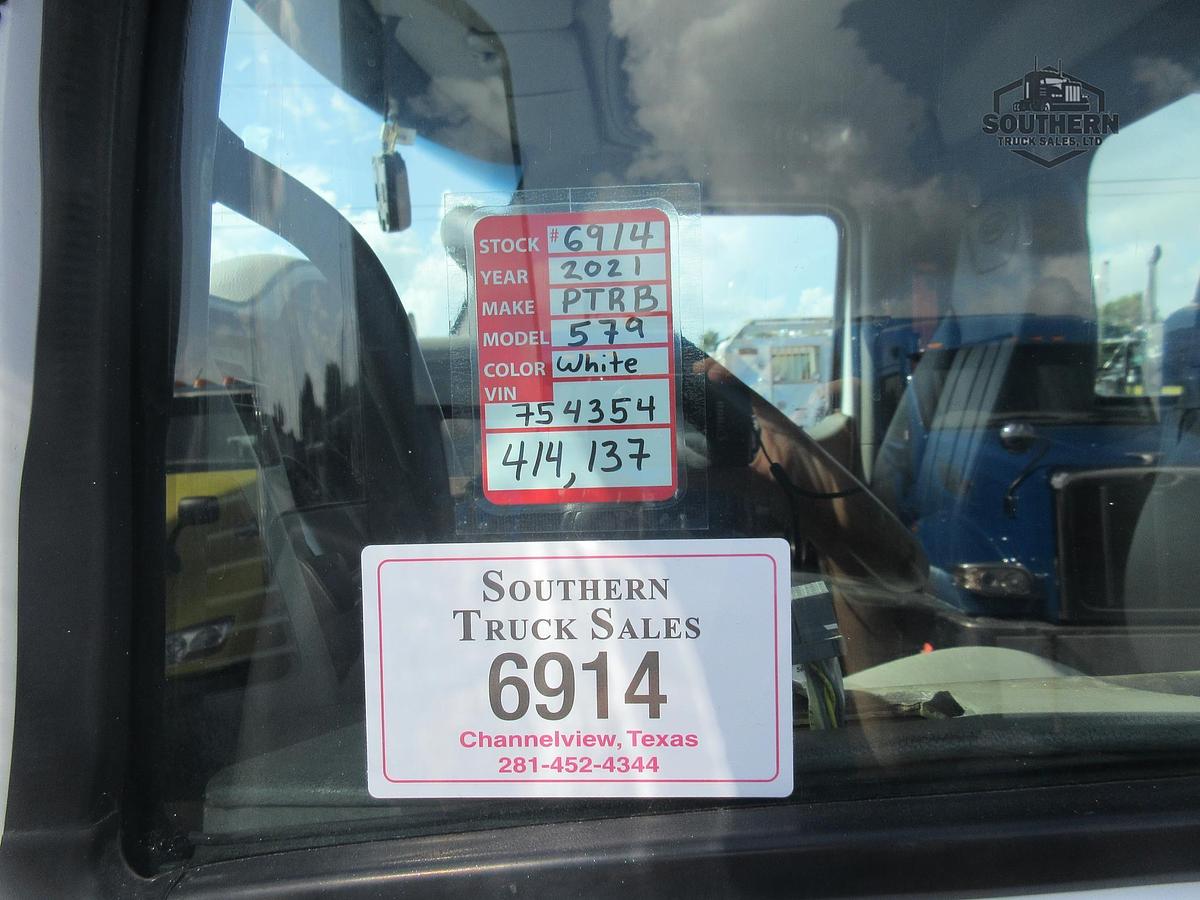 SOUTHERN
TRUCK SALES, LTD
STOCK #6914
YEAR 2021
MAKE PTRB
MODEL 579
COLOR White
VIN
754354
414,137
SOUTHERN
TRUCK SALES
6914
Channelview, Texas
281-452-4344